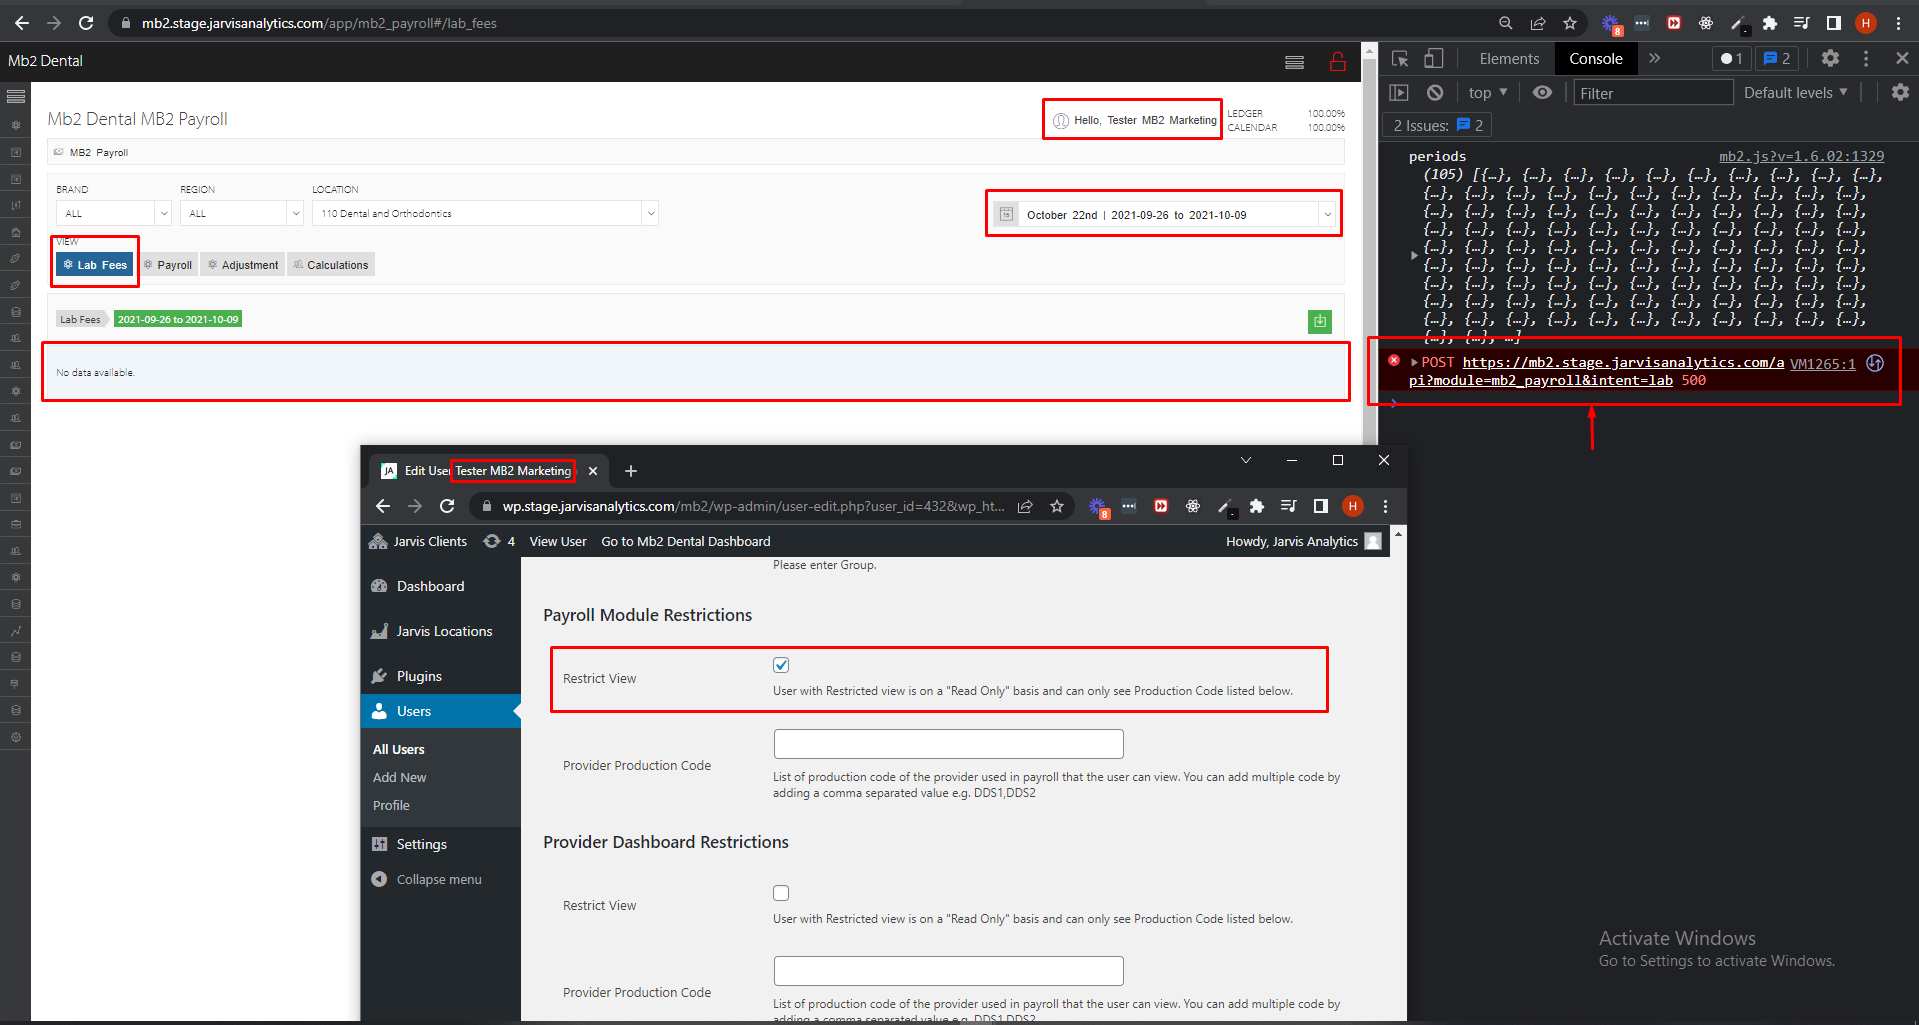 mb2.stage.jarvisanalytics.com/app/mb2_payroll#/lab_fees
8
H
Mb2 Dental
Mb2 Dental MB2 Payroll
Hello, Tester MB2 Marketing
LEDGER 100.00%
CALENDAR 100.00%
MB2 Payroll
BRAND REGION LOCATION
ALL ALL 110 Dental and Orthodontics
October 22nd | 2021-09-26 to 2021-10-09
VIEW
Lab Fees Payroll Adjustment Calculations
Lab Fees 2021-09-26 to 2021-10-09
No data available.
Elements Console » 1 2
top Filter Default levels
2 Issues: 2
periods mb2.js?v=1.6.02:1329
(105) [{…}, {…}, {…}, {…}, {…}, {…}, {…}, {…}, {…}, {…},
{…}, {…}, {…}, {…}, {…}, {…}, {…}, {…}, {…}, {…}, {…},
{…}, {…}, {…}, {…}, {…}, {…}, {…}, {…}, {…}, {…}, {…},
{…}, {…}, {…}, {…}, {…}, {…}, {…}, {…}, {…}, {…}, {…},
{…}, {…}, {…}, {…}, {…}, {…}, {…}, {…}, {…}, {…}, {…},
{…}, {…}, {…}, {…}, {…}, {…}, {…}, {…}, {…}, {…}, {…},
{…}, {…}, {…}, {…}, {…}, {…}, {…}, {…}, {…}, {…}, {…},
{…}, {…}, {…}, {…}, {…}, {…}, {…}, {…}, {…}, {…}, {…},
{…}, {…}, {…}, {…}, {…}, {…}, {…}, {…}, {…}, {…}, {…},
{…}, {…}, …]
POST https://mb2.stage.jarvisanalytics.com/a VM1265:1
pi?module=mb2_payroll&intent=lab 500
JA Edit User Tester MB2 Marketing
wp.stage.jarvisanalytics.com/mb2/wp-admin/user-edit.php?user_id=432&wp_ht...
8
H
Jarvis Clients 4 View User Go to Mb2 Dental Dashboard Howdy, Jarvis Analytics
Dashboard
Jarvis Locations
Plugins
Users
All Users
Add New
Profile
Settings
Collapse menu
Please enter Group.
Payroll Module Restrictions
Restrict View
User with Restricted view is on a "Read Only" basis and can only see Production Code listed below.
Provider Production Code
List of production code of the provider used in payroll that the user can view. You can add multiple code by
adding a comma separated value e.g. DDS1,DDS2
Provider Dashboard Restrictions
Restrict View
User with Restricted view is on a "Read Only" basis and can only see Production Code listed below.
Provider Production Code
List of production code of the provider used in payroll that the user can view. You can add multiple code by
adding a comma separated value e.g. DDS1,DDS2
Activate Windows
Go to Settings to activate Windows.